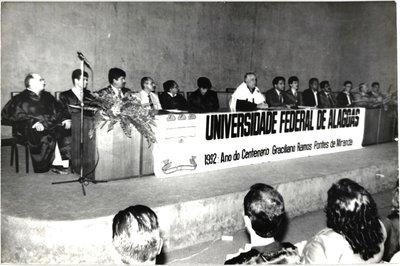 UNIVERSIDADE FEDERAL DE ALAGOAS
1992: Ano do Centenário Graciliano Ramos Pontes de Miranda